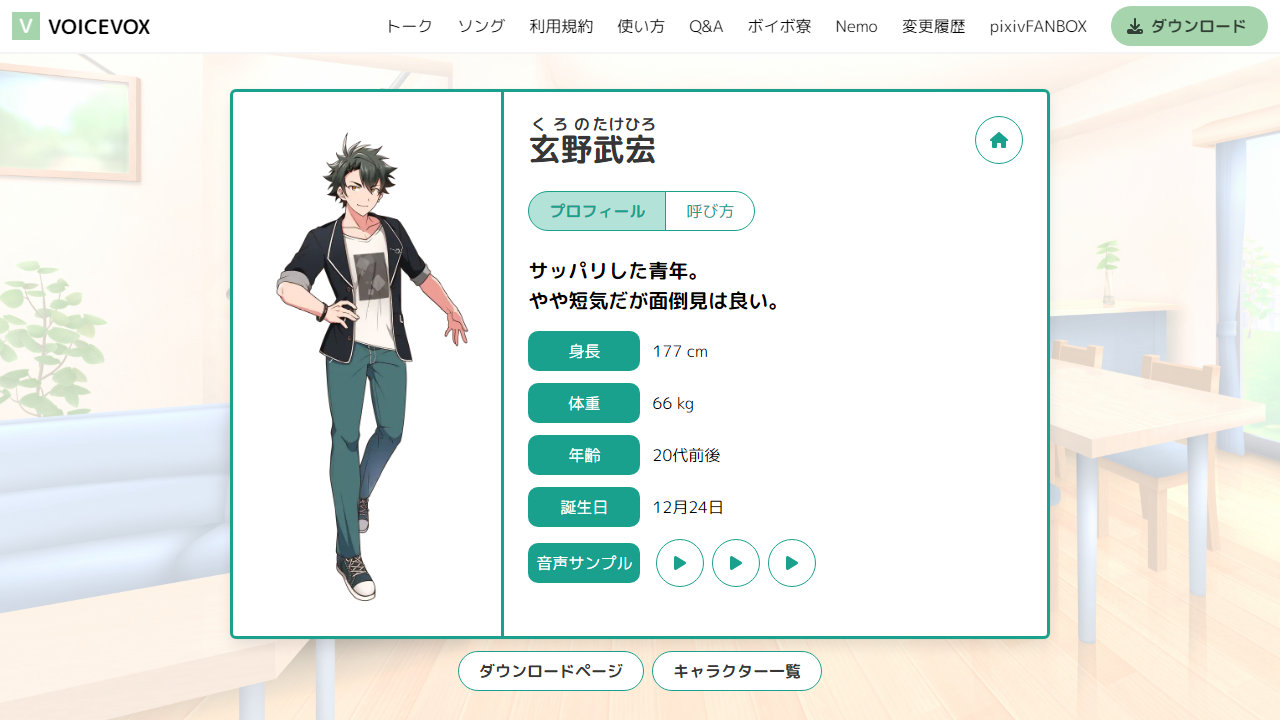 V VOICEVOX トーク ソング 利用規約 使い方 Q&A ボイボ寮 Nemo 変更履歴 pixivFANBOX ダウンロード
くろのたけひろ
玄野武宏
プロフィール 呼び方
サッパリした青年。
やや短気だが面倒見は良い。
身長 177 cm
体重 66 kg
年齢 20代前後
誕生日 12月24日
音声サンプル
ダウンロードページ キャラクター一覧